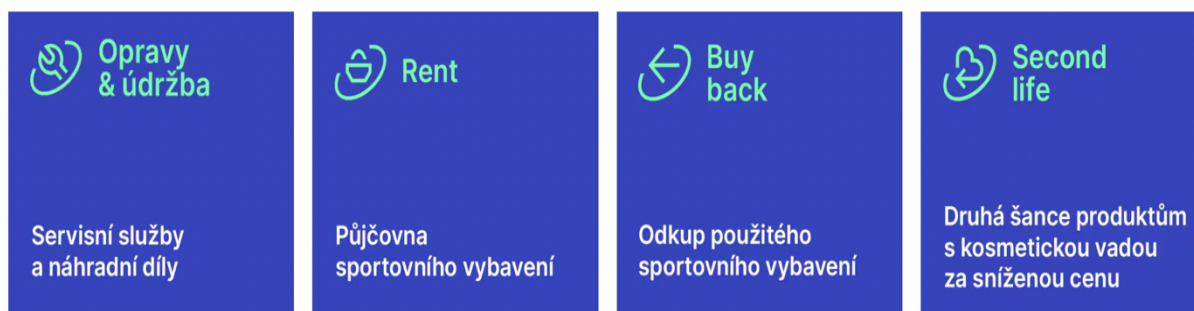 Opravy
& údržba
Servisní služby
a náhradní díly
Rent
Půjčovna
sportovního vybavení
Buy
back
Odkup použitého
sportovního vybavení
Second
life
Druhá šance produktům
s kosmetickou vadou
za sníženou cenu